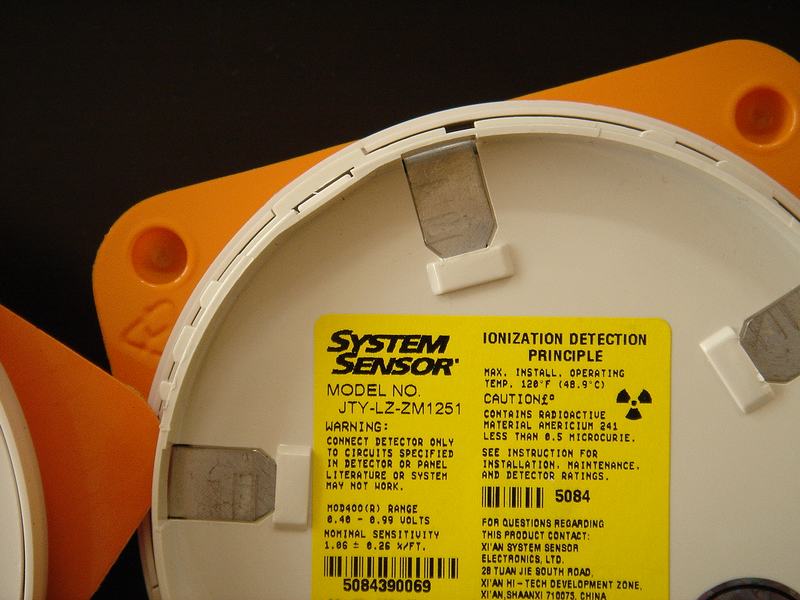 SYSTEM
SENSOR
MODEL NO.
JTY-LZ-ZM1251
WARNING:
CONNECT DETECTOR ONLY
TO CIRCUITS SPECIFIED
IN DETECTOR OR PANEL
LITERATURE OR SYSTEM
MAY NOT WORK.
MOD400(R) RANGE
0.40 - 0.99 VOLTS
NOMINAL SENSITIVITY
1.06 ± 0.26 %/FT.
5084390069
IONIZATION DETECTION
PRINCIPLE
MAX. INSTALL. OPERATING
TEMP. 120°F (48.9°C)
CAUTION£º
CONTAINS RADIOACTIVE
MATERIAL AMERICIUM 241
LESS THAN 0.5 MICROCURIE.
SEE INSTRUCTION FOR
INSTALLATION, MAINTENANCE,
AND DETECTOR RATINGS.
5084
FOR QUESTIONS REGARDING
THIS PRODUCT CONTACT:
XI'AN SYSTEM SENSOR
ELECTRONICS, LTD.
28 TUAN JIE SOUTH ROAD,
XI'AN HI - TECH DEVELOPMENT ZONE,
XI'AN, SHAANXI 710075, CHINA